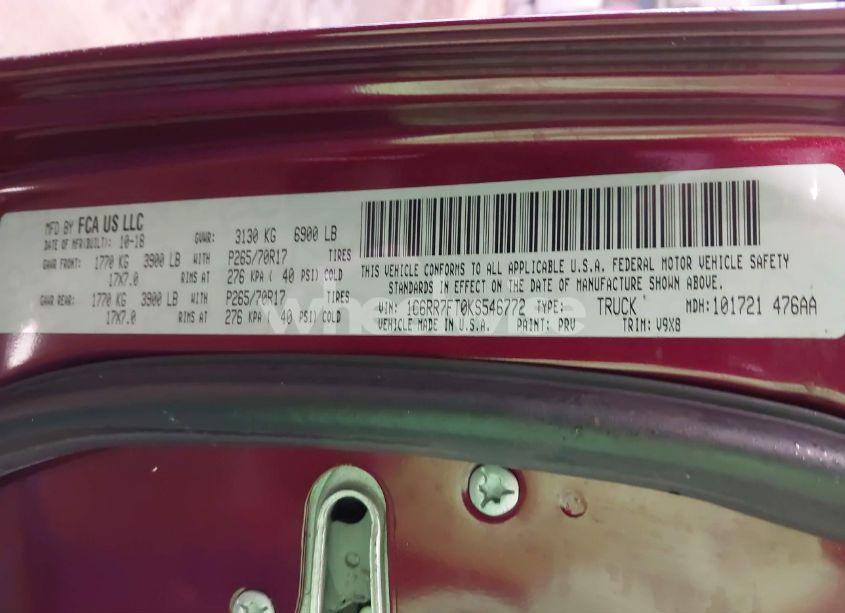 MFD BY FCA US LLC
DATE OF MFR(BUILT): 10-18 GVWR: 3130 KG 6900 LB
GAWR FRONT: 1770 KG 3900 LB WITH P265/70R17 TIRES
17X7.0 RIMS AT 276 KPA ( 40 PSI) COLD
GAWR REAR: 1770 KG 3900 LB WITH P265/70R17 TIRES
17X7.0 RIMS AT 276 KPA ( 40 PSI) COLD
THIS VEHICLE CONFORMS TO ALL APPLICABLE U.S.A. FEDERAL MOTOR VEHICLE SAFETY
STANDARDS IN EFFECT ON THE DATE OF MANUFACTURE SHOWN ABOVE.
VIN: 1C6RR7FT0KS546772 TYPE: TRUCK MDH: 101721 476AA
VEHICLE MADE IN U.S.A. PAINT: PRV TRIM: V9X8